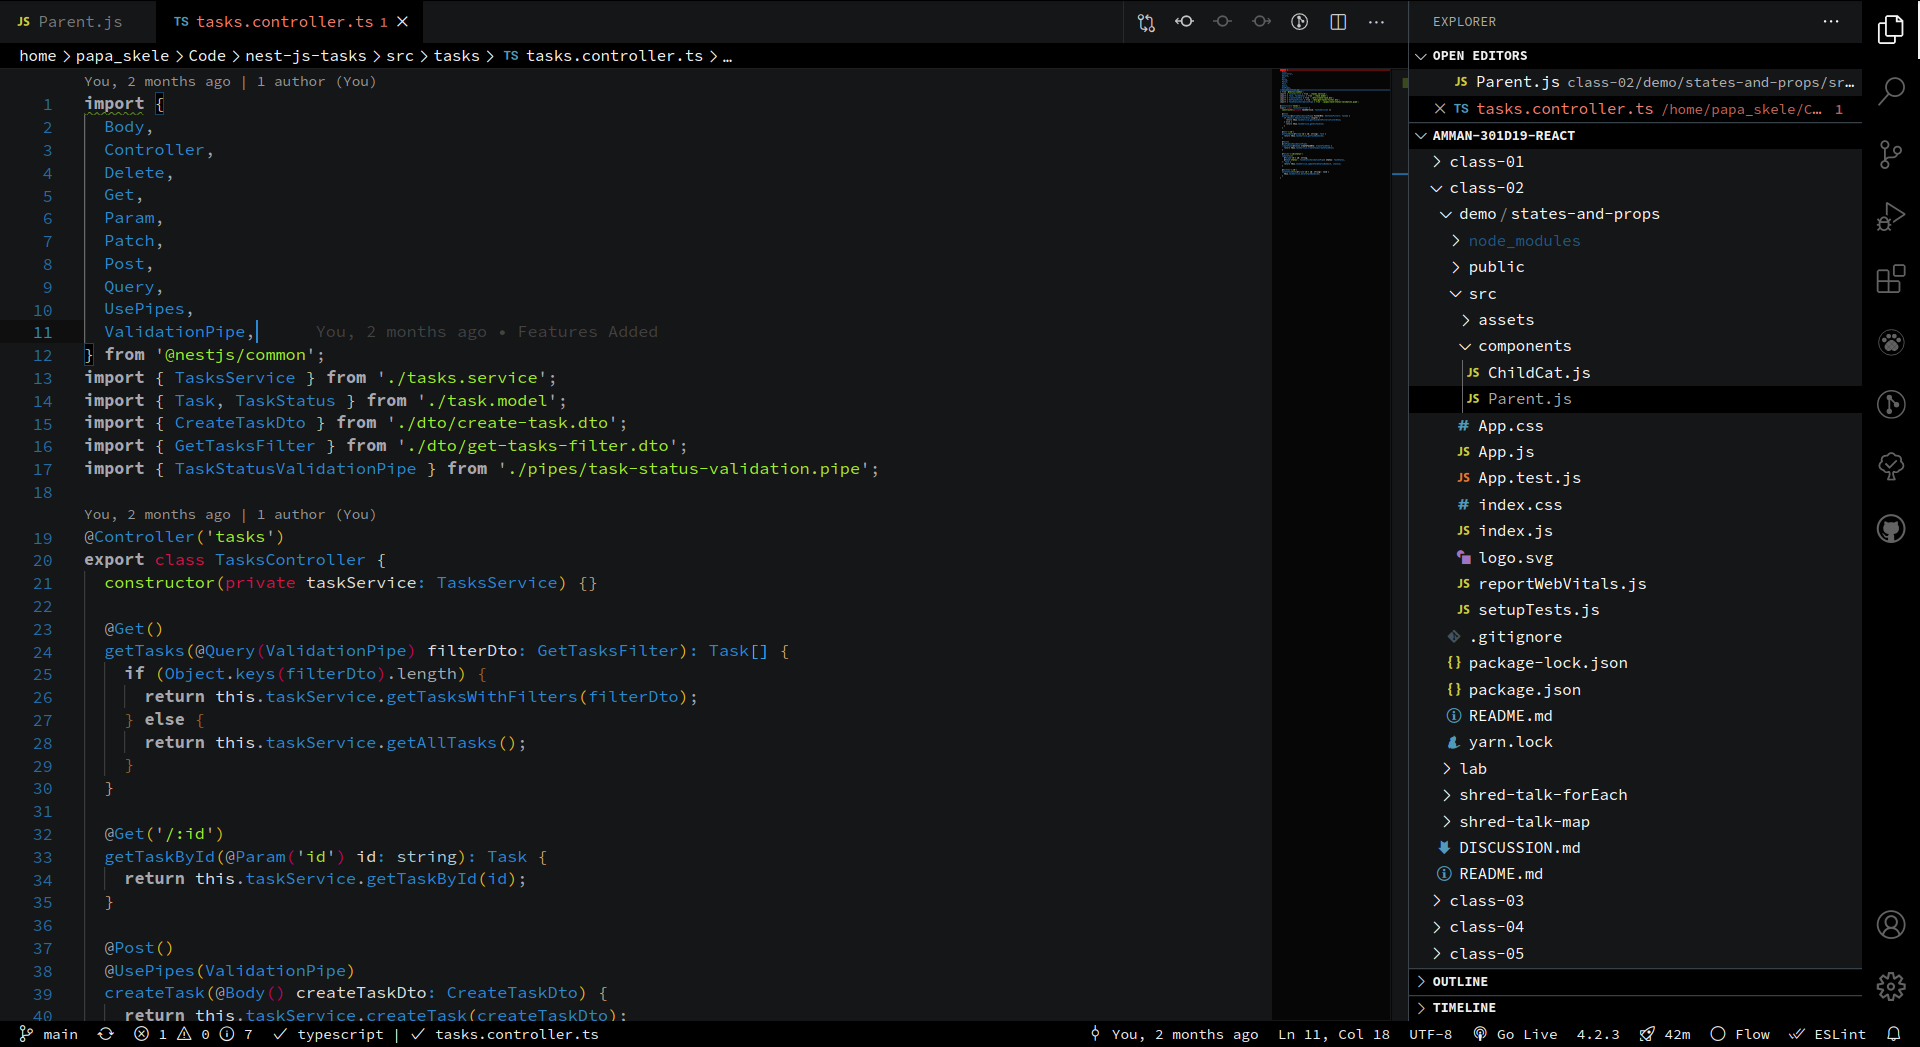 JS Parent.js
TS tasks.controller.ts 1
home > papa_skele > Code > nest-js-tasks > src > tasks > TS tasks.controller.ts > …
You, 2 months ago | 1 author (You)
1 import {
2 Body,
3 Controller,
4 Delete,
5 Get,
6 Param,
7 Patch,
8 Post,
9 Query,
10 UsePipes,
11 ValidationPipe, You, 2 months ago • Features Added
12 } from '@nestjs/common';
13 import { TasksService } from './tasks.service';
14 import { Task, TaskStatus } from './task.model';
15 import { CreateTaskDto } from './dto/create-task.dto';
16 import { GetTasksFilter } from './dto/get-tasks-filter.dto';
17 import { TaskStatusValidationPipe } from './pipes/task-status-validation.pipe';
18
You, 2 months ago | 1 author (You)
19 @Controller('tasks')
20 export class TasksController {
21 constructor(private taskService: TasksService) {}
22
23 @Get()
24 getTasks(@Query(ValidationPipe) filterDto: GetTasksFilter): Task[] {
25 if (Object.keys(filterDto).length) {
26 return this.taskService.getTasksWithFilters(filterDto);
27 } else {
28 return this.taskService.getAllTasks();
29 }
30 }
31
32 @Get('/:id')
33 getTaskById(@Param('id') id: string): Task {
34 return this.taskService.getTaskById(id);
35 }
36
37 @Post()
38 @UsePipes(ValidationPipe)
39 createTask(@Body() createTaskDto: CreateTaskDto) {
40 return this.taskService.createTask(createTaskDto);
EXPLORER
OPEN EDITORS
JS Parent.js class-02/demo/states-and-props/sr…
TS tasks.controller.ts /home/papa_skele/C… 1
AMMAN-301D19-REACT
class-01
class-02
demo / states-and-props
node_modules
public
src
assets
components
JS ChildCat.js
JS Parent.js
# App.css
JS App.js
JS App.test.js
# index.css
JS index.js
logo.svg
JS reportWebVitals.js
JS setupTests.js
.gitignore
{} package-lock.json
{} package.json
README.md
yarn.lock
lab
shred-talk-forEach
shred-talk-map
DISCUSSION.md
README.md
class-03
class-04
class-05
OUTLINE
TIMELINE
main 1 0 7 typescript | tasks.controller.ts
You, 2 months ago Ln 11, Col 18 UTF-8 Go Live 4.2.3 42m Flow ESLint